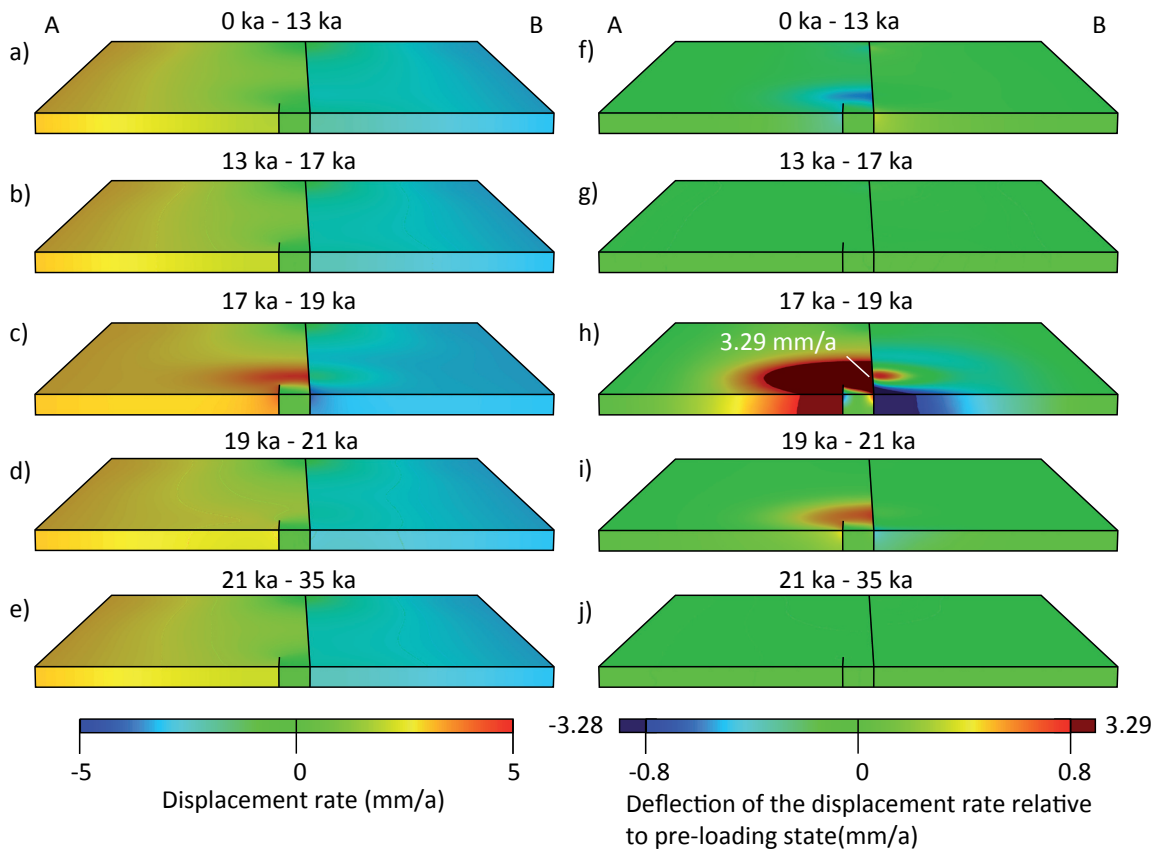 A
0 ka - 13 ka
B
a)
13 ka - 17 ka
b)
17 ka - 19 ka
c)
19 ka - 21 ka
d)
21 ka - 35 ka
e)
-5
0
5
Displacement rate (mm/a)
A
0 ka - 13 ka
B
f)
13 ka - 17 ka
g)
17 ka - 19 ka
h)
3.29 mm/a
19 ka - 21 ka
i)
21 ka - 35 ka
j)
-3.28
3.29
-0.8
0
0.8
Deflection of the displacement rate relative
to pre-loading state(mm/a)